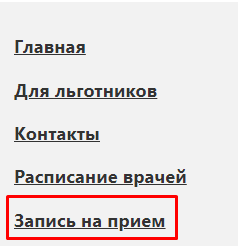 Главная
Для льготников
Контакты
Расписание врачей
Запись на прием